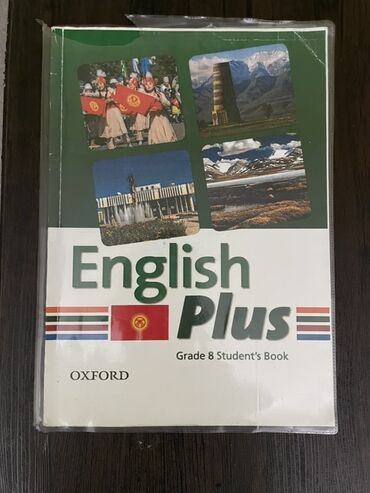 English
Plus
Grade 8 Student's Book
OXFORD